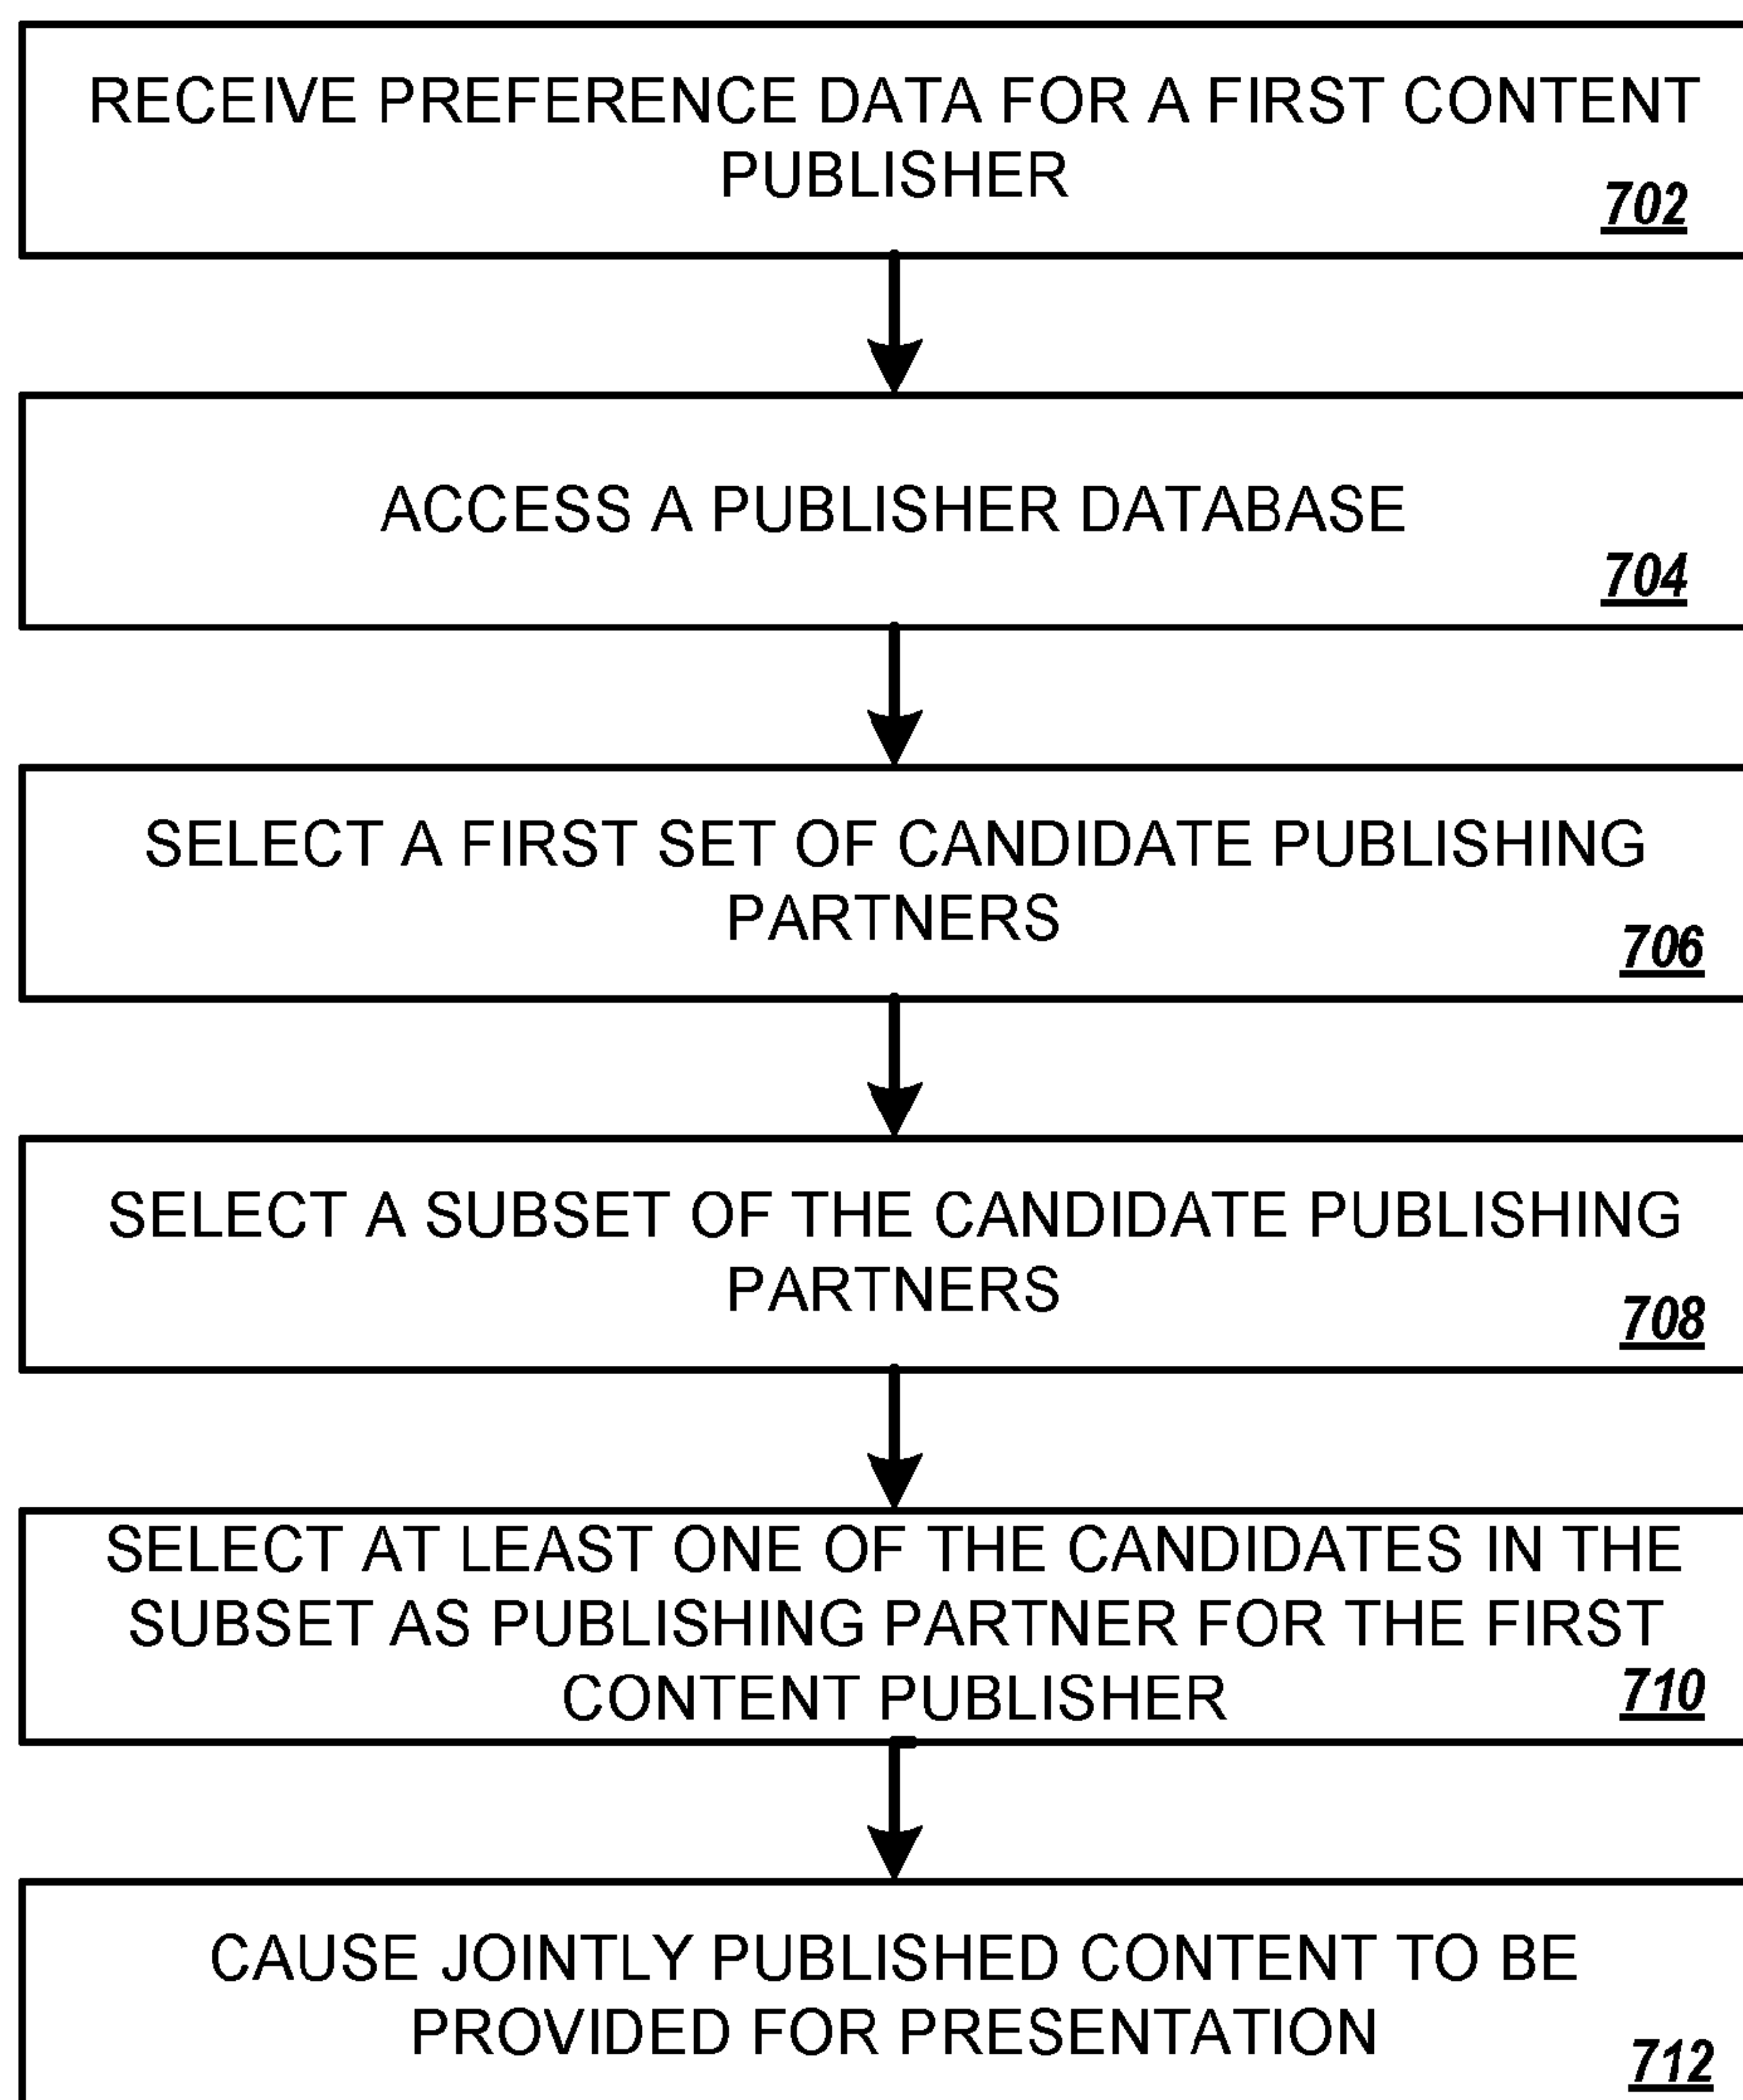 RECEIVE PREFERENCE DATA FOR A FIRST CONTENT
PUBLISHER
702
ACCESS A PUBLISHER DATABASE
704
SELECT A FIRST SET OF CANDIDATE PUBLISHING
PARTNERS
706
SELECT A SUBSET OF THE CANDIDATE PUBLISHING
PARTNERS
708
SELECT AT LEAST ONE OF THE CANDIDATES IN THE
SUBSET AS PUBLISHING PARTNER FOR THE FIRST
CONTENT PUBLISHER
710
CAUSE JOINTLY PUBLISHED CONTENT TO BE
PROVIDED FOR PRESENTATION
712